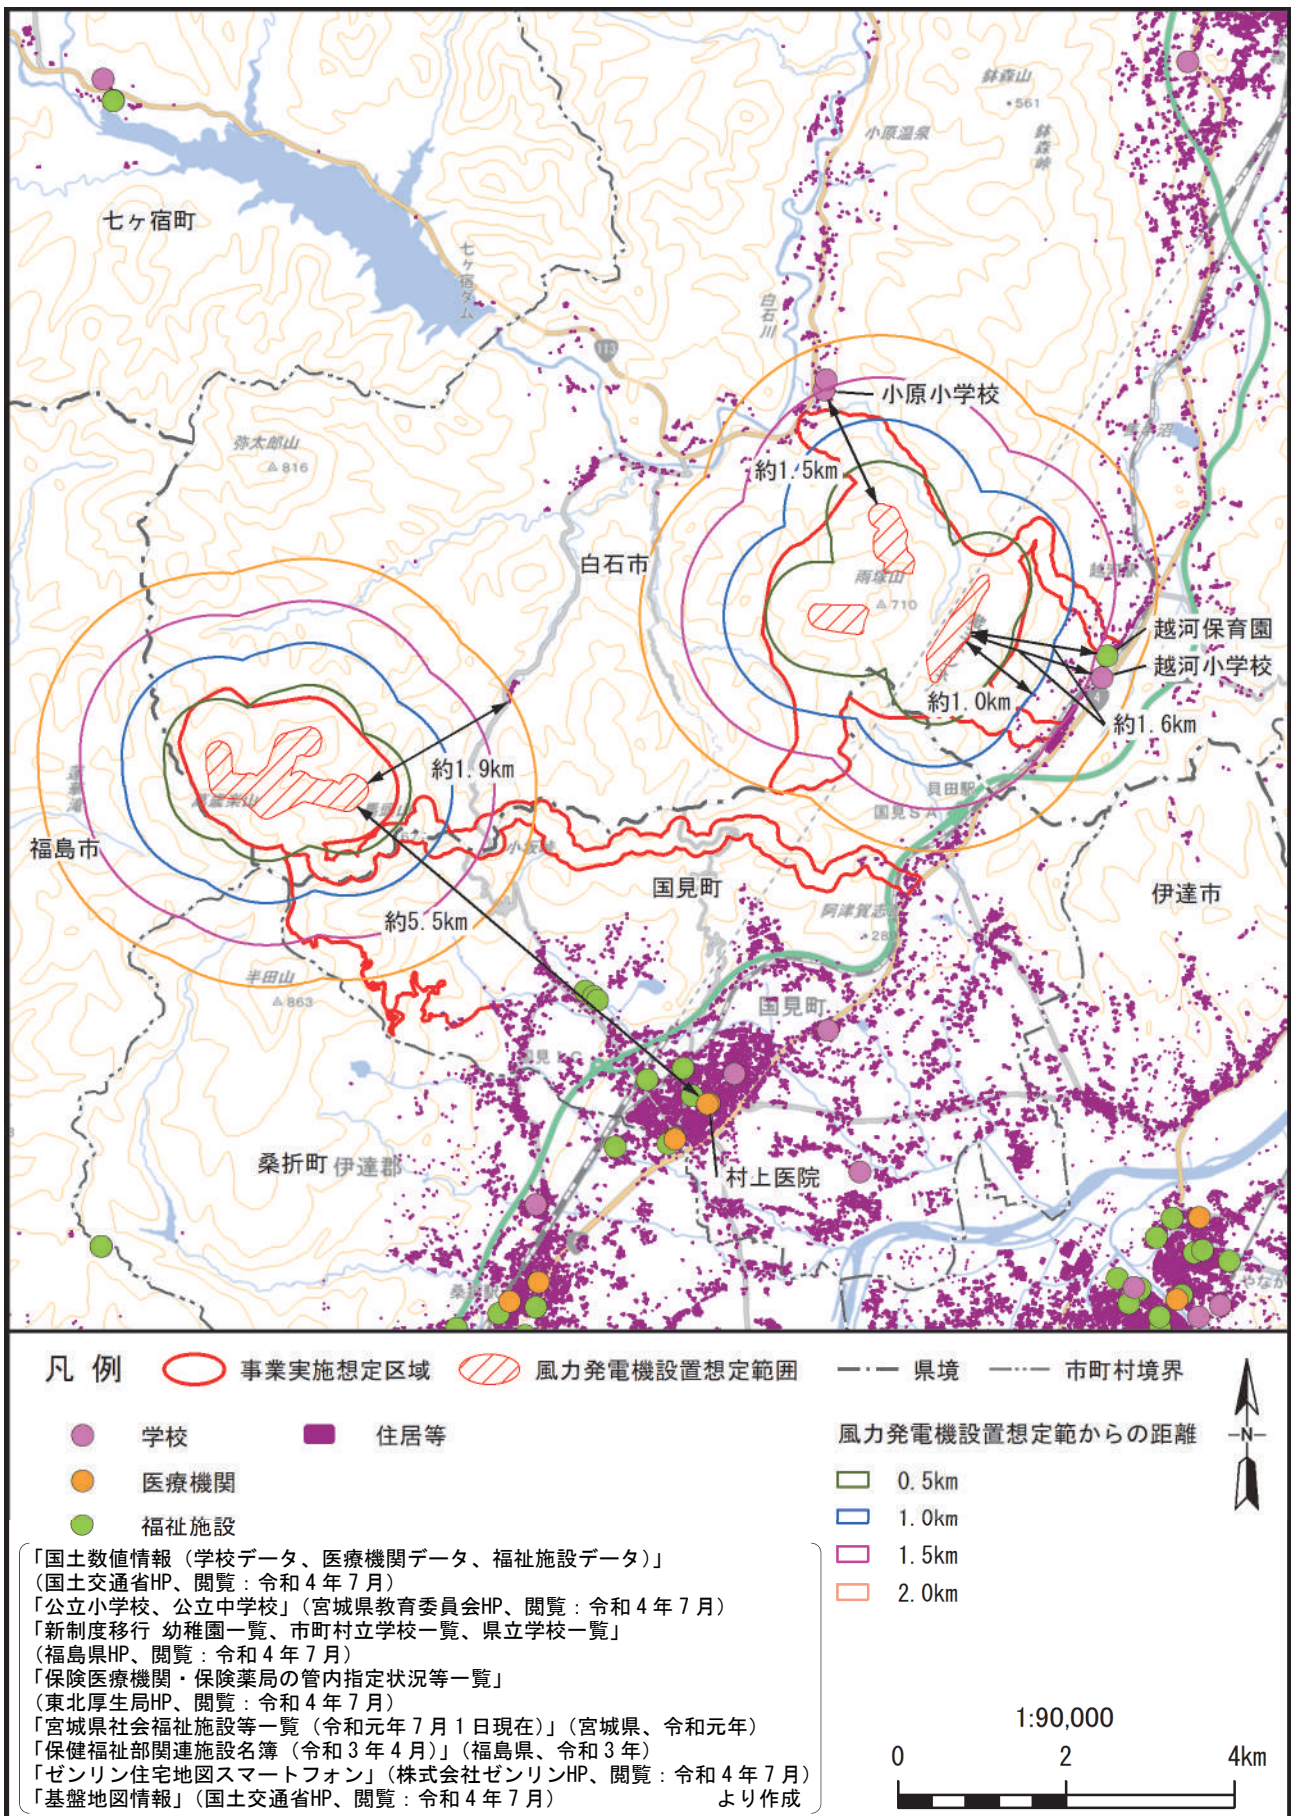 鉢森山
・561
小原温泉
鉢森峠
七ヶ宿町
七ヶ宿ダム
白石川
113
小原小学校
弥太郎山
△816
約1.5km
白石市
雨塚山
△710
越河保育園
越河小学校
4
約1.0km
約1.6km
約1.9km
貝田駅
国見SA
福島市
小坂峠
国見町
伊達市
阿津賀志
約5.5km
半田山
△863
国見町
国見IC
桑折町 伊達郡
村上医院
桑折駅
やなが
凡 例
事業実施想定区域
風力発電機設置想定範囲
県境
市町村境界
学校
住居等
医療機関
福祉施設
風力発電機設置想定範からの距離
0.5km
1.0km
1.5km
2.0km
N
「国土数値情報（学校データ、医療機関データ、福祉施設データ）」
（国土交通省HP、閲覧：令和4年7月）
「公立小学校、公立中学校」（宮城県教育委員会HP、閲覧：令和4年7月）
「新制度移行 幼稚園一覧、市町村立学校一覧、県立学校一覧」
（福島県HP、閲覧：令和4年7月）
「保険医療機関・保険薬局の管内指定状況等一覧」
（東北厚生局HP、閲覧：令和4年7月）
「宮城県社会福祉施設等一覧（令和元年7月1日現在）」（宮城県、令和元年）
「保健福祉部関連施設名簿（令和3年4月）」（福島県、令和3年）
「ゼンリン住宅地図スマートフォン」（株式会社ゼンリンHP、閲覧：令和4年7月）
「基盤地図情報」（国土交通省HP、閲覧：令和4年7月） より作成
1:90,000
0 2 4km